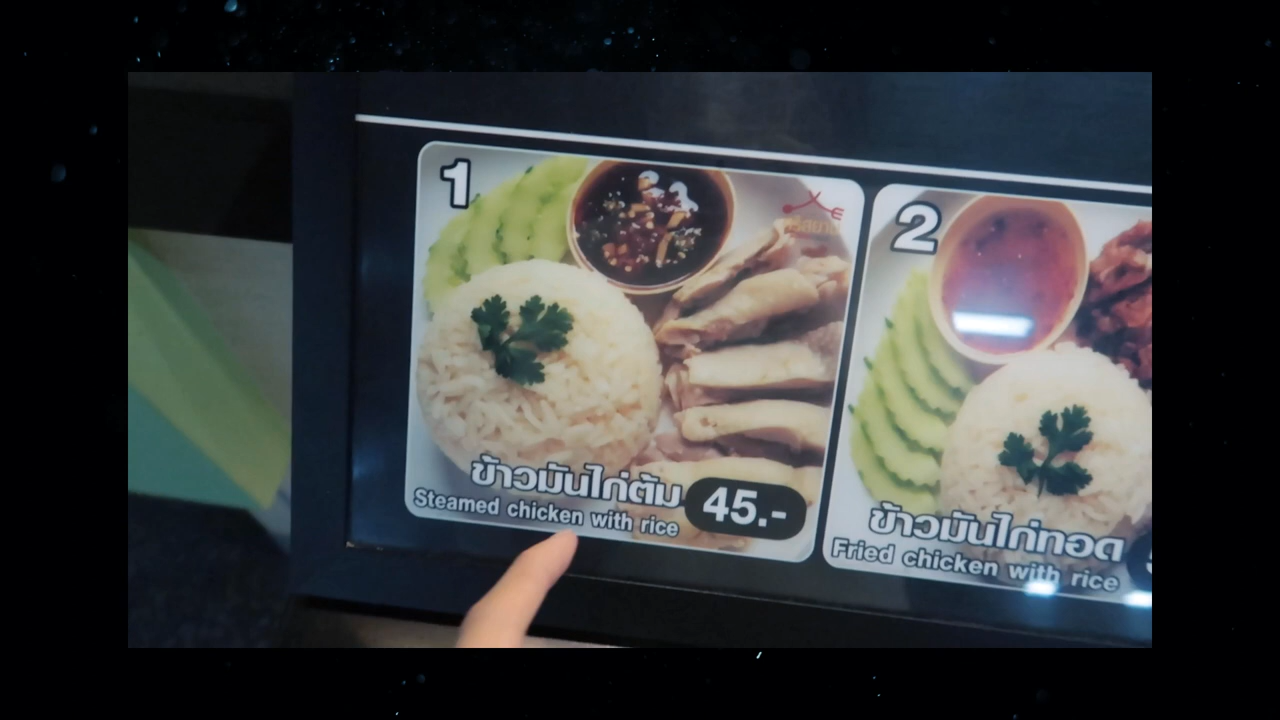 1
ข้าวมันไก่ต้ม
Steamed chicken with rice
45.-
2
ข้าวมันไก่ทอด
Fried chicken with rice